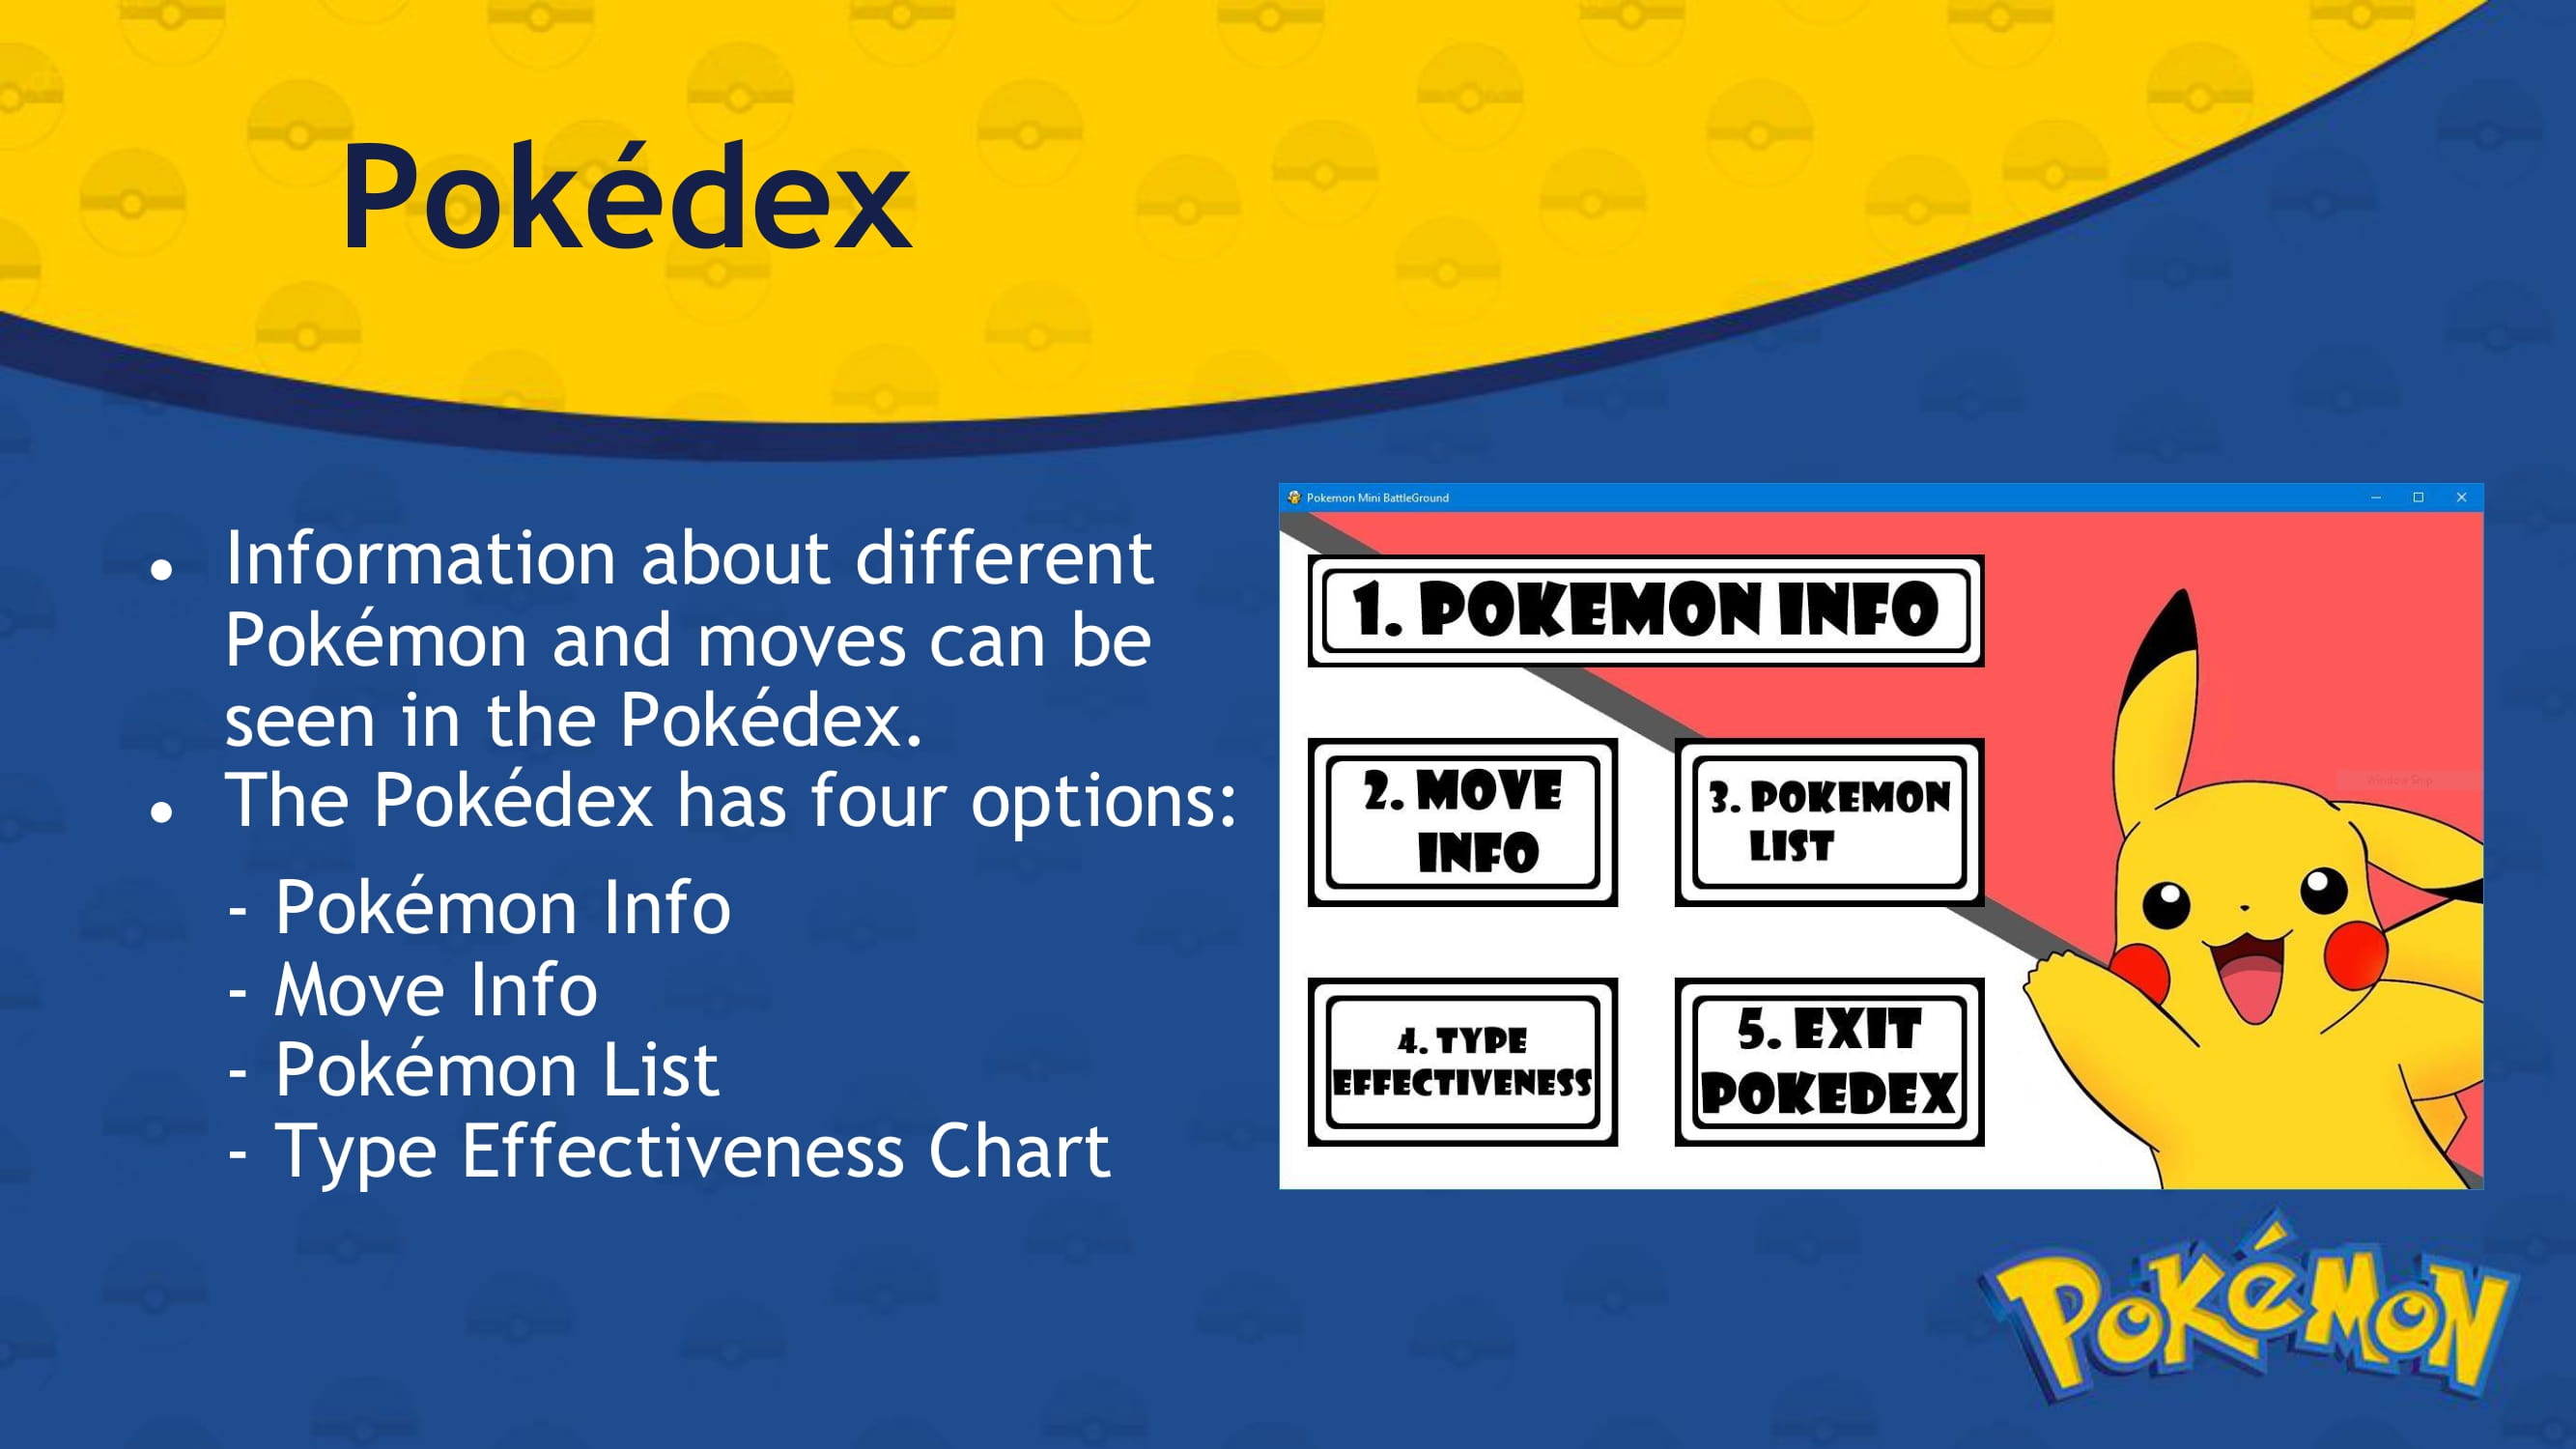 Pokédex
● Information about different
Pokémon and moves can be
seen in the Pokédex.
● The Pokédex has four options:
- Pokémon Info
- Move Info
- Pokémon List
- Type Effectiveness Chart
Pokemon Mini BattleGround
1. POKEMON INFO
2. MOVE
INFO
3. POKEMON
LIST
4. TYPE
EFFECTIVENESS
5. EXIT
POKEDEX
POKéMON